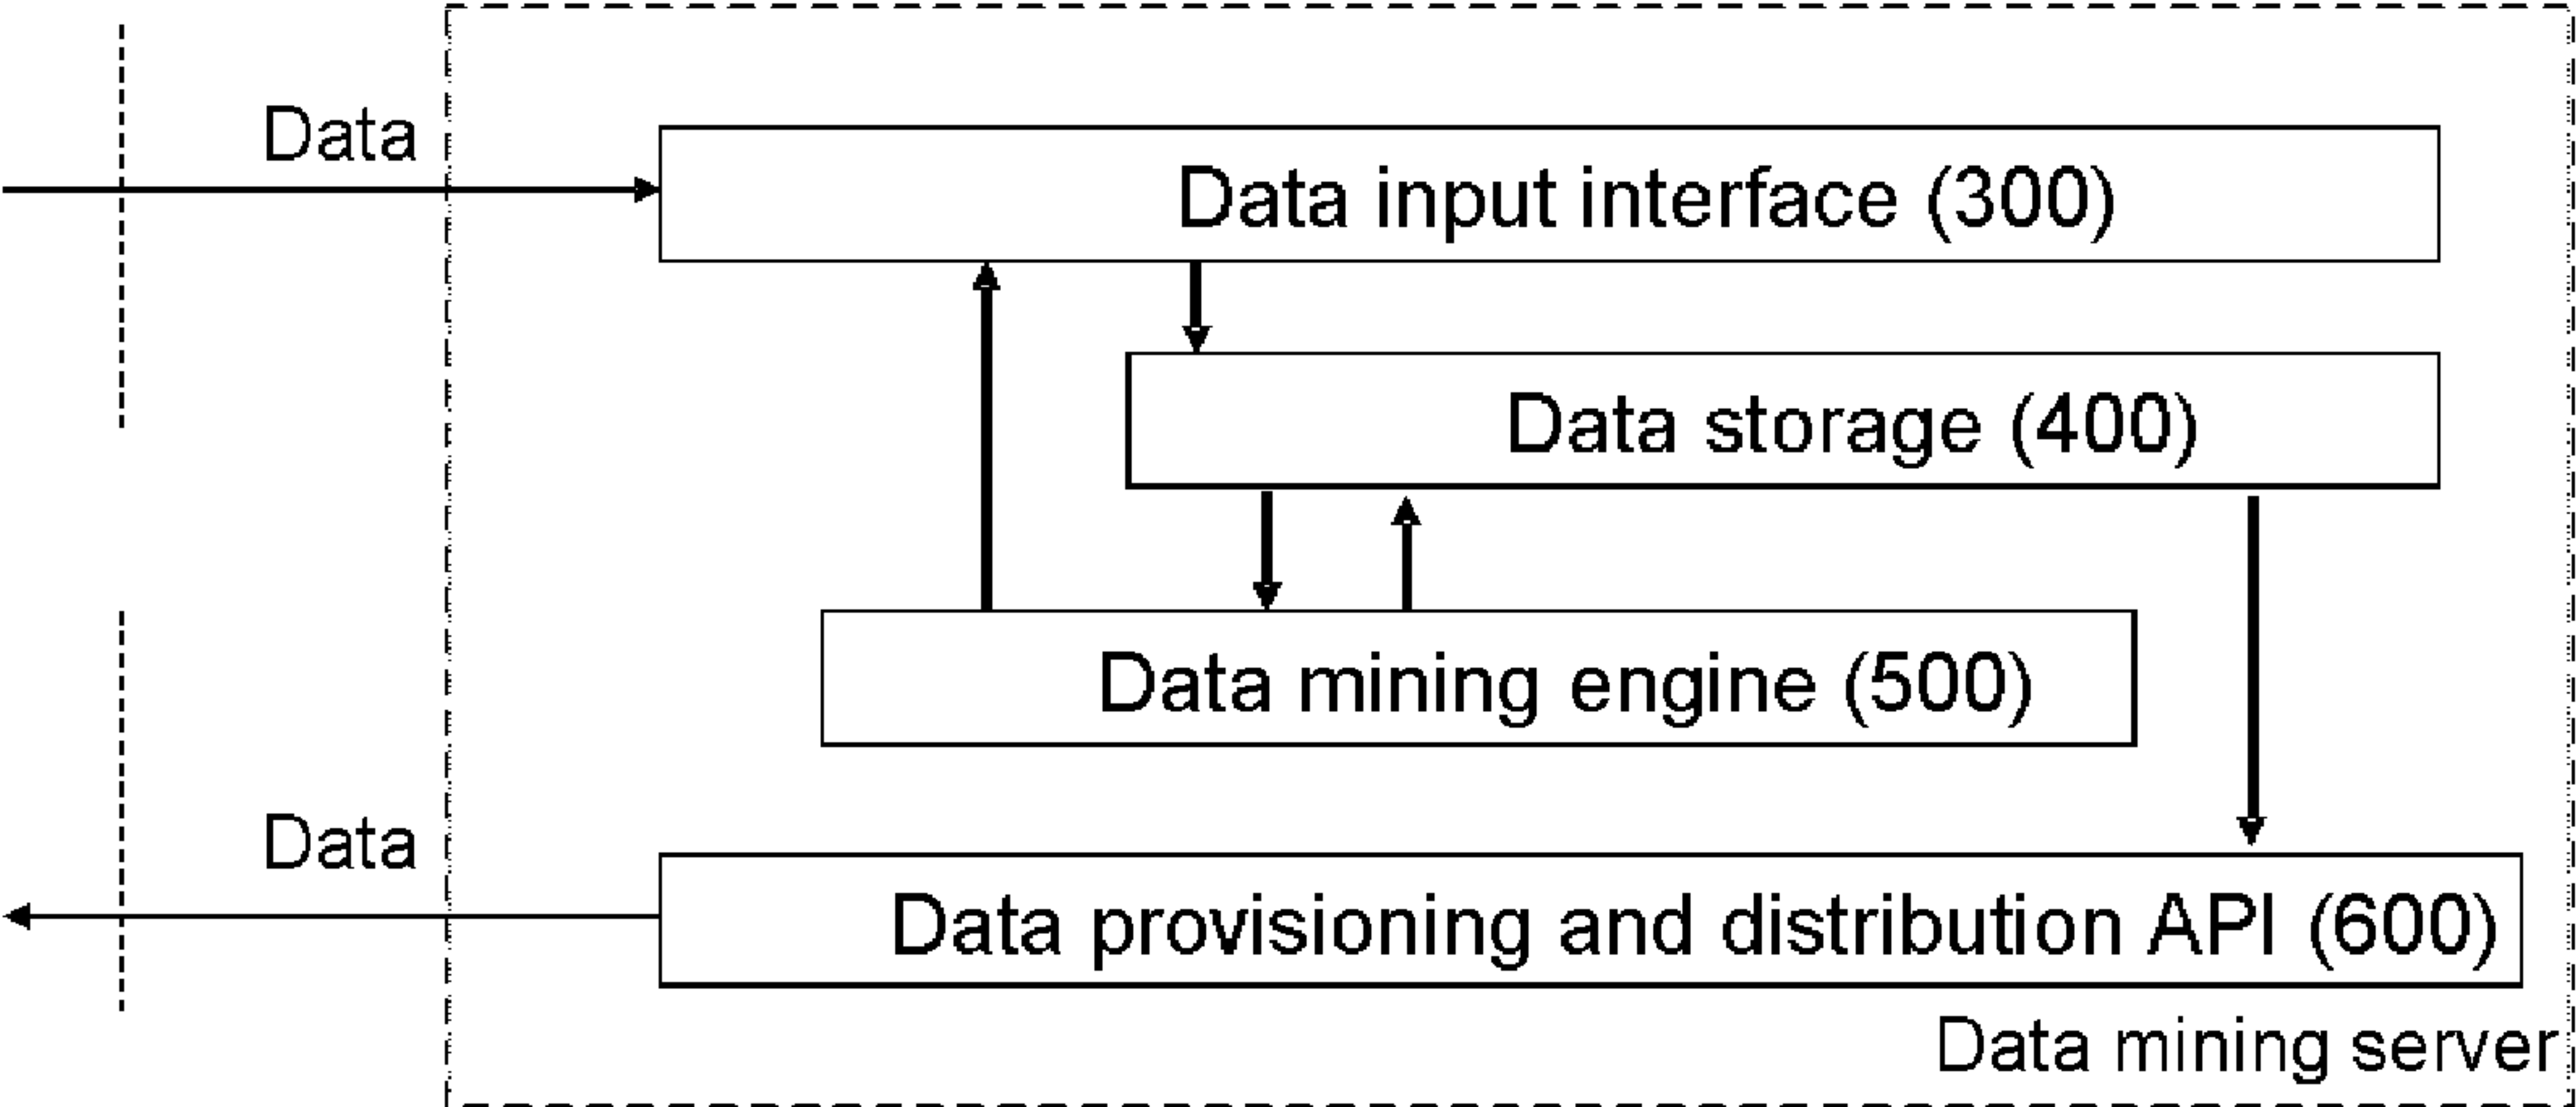 Data
Data input interface (300)
Data storage (400)
Data mining engine (500)
Data
Data provisioning and distribution API (600)
Data mining server